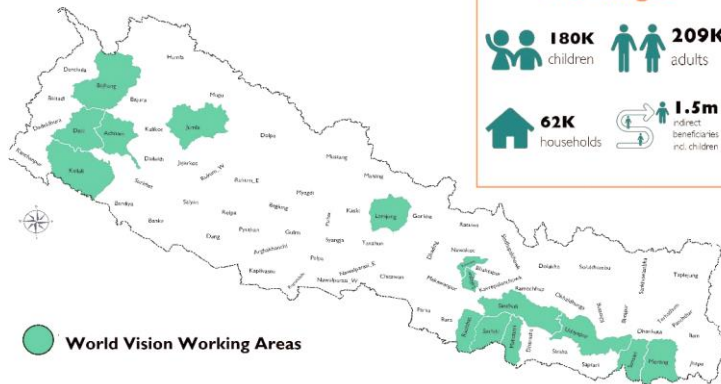 180K
children
209K
adults
62K
households
1.5m
indirect
beneficiaries
incl. children
Darchula
Humla
Bajhang
Baitadi
Bajura
Mugu
Dadeldhura
Doti
Achham
Kalikot
Jumla
Dolpa
Kanchanpur
Kailali
Dailekh
Jajarkot
Mustang
Surkhet
Rukum_W
Rukum_E
Manang
Bardiya
Salyan
Myagdi
Banke
Rolpa
Baglung
Kaski
Lamjung
Gorkha
Rasuwa
Dang
Pyuthan
Gulmi
Parbat
Syangja
Tanahun
Dhading
Nuwakot
Sindhupalchowk
Arghakhanchi
Palpa
Bhaktapur
Dolakha
Solukhumbu
Sankhuwasabha
Taplejung
Kapilvastu
Nawalparasi_E
Nawalparasi_W
Chitwan
Makawanpur
Kavrepalanchowk
Ramechhap
Okhaldhunga
Khotang
Bhojpur
Terhathum
Panchthar
Sindhuli
Udayapur
Dhankuta
Ilam
Parsa
Bara
Rautahat
Sarlahi
Mahottari
Dhanusha
Siraha
Saptari
Sunsari
Morang
Jhapa
World Vision Working Areas